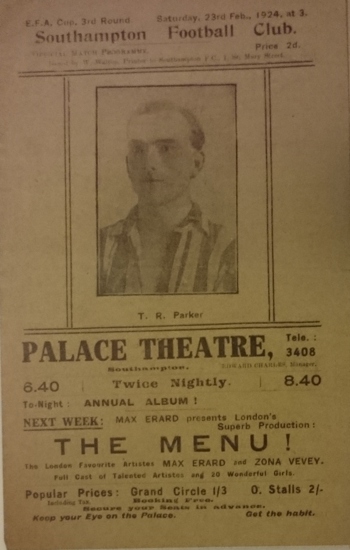 E.F.A. Cup, 3rd Round. Saturday, 23rd Feb., 1924, at 3.
Southampton Football Club.
Official Match Programme. Price 2d.
T. R. Parker
PALACE THEATRE, Tele. : 3408
Southampton. EDWARD CHARLES, Manager.
6.40 Twice Nightly. 8.40
To-Night : ANNUAL ALBUM !
NEXT WEEK : MAX ERARD presents London's
Superb Production :
THE MENU !
The London Favourite Artistes MAX ERARD and ZONA VEVEY.
Full Cast of Talented Artistes and 20 Wonderful Girls.
Popular Prices : Grand Circle 1/3 O. Stalls 2/-
Including Tax. Booking Free.
Secure your Seats in advance.
Keep your Eye on the Palace. Get the habit.